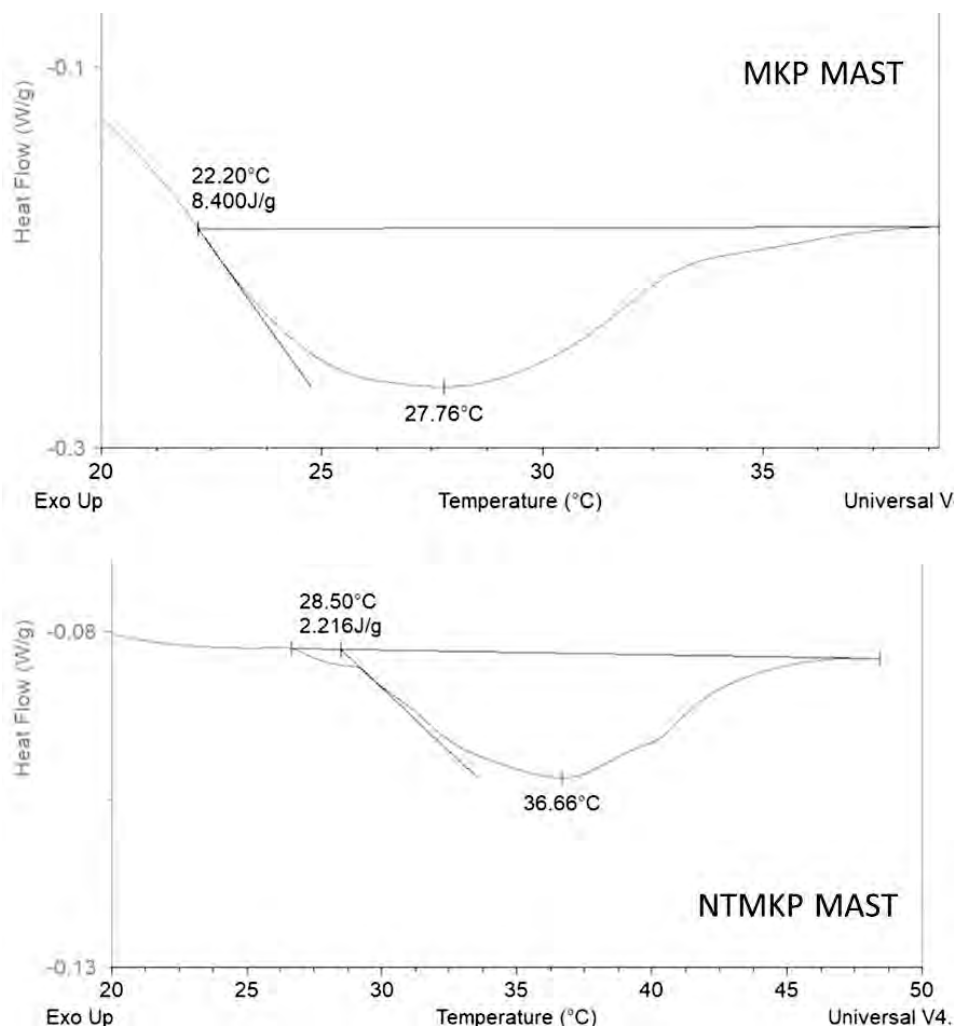 MKP MAST
-0.1
Heat Flow (W/g)
22.20°C
8.400J/g
27.76°C
-0.3
20 25 30 35
Exo Up Temperature (°C) Universal V
28.50°C
2.216J/g
-0.08
Heat Flow (W/g)
36.66°C
NTMKP MAST
-0.13
20 25 30 35 40 45 50
Exo Up Temperature (°C) Universal V4.